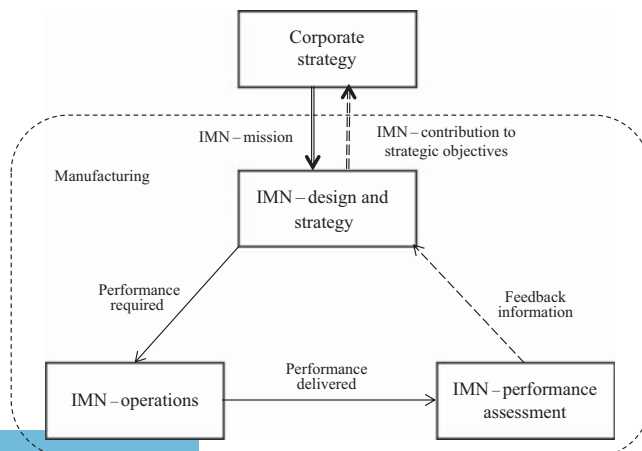 Corporate
strategy
IMN – mission
IMN – contribution to
strategic objectives
Manufacturing
IMN – design and
strategy
Performance
required
Feedback
information
Performance
delivered
IMN – operations
IMN – performance
assessment